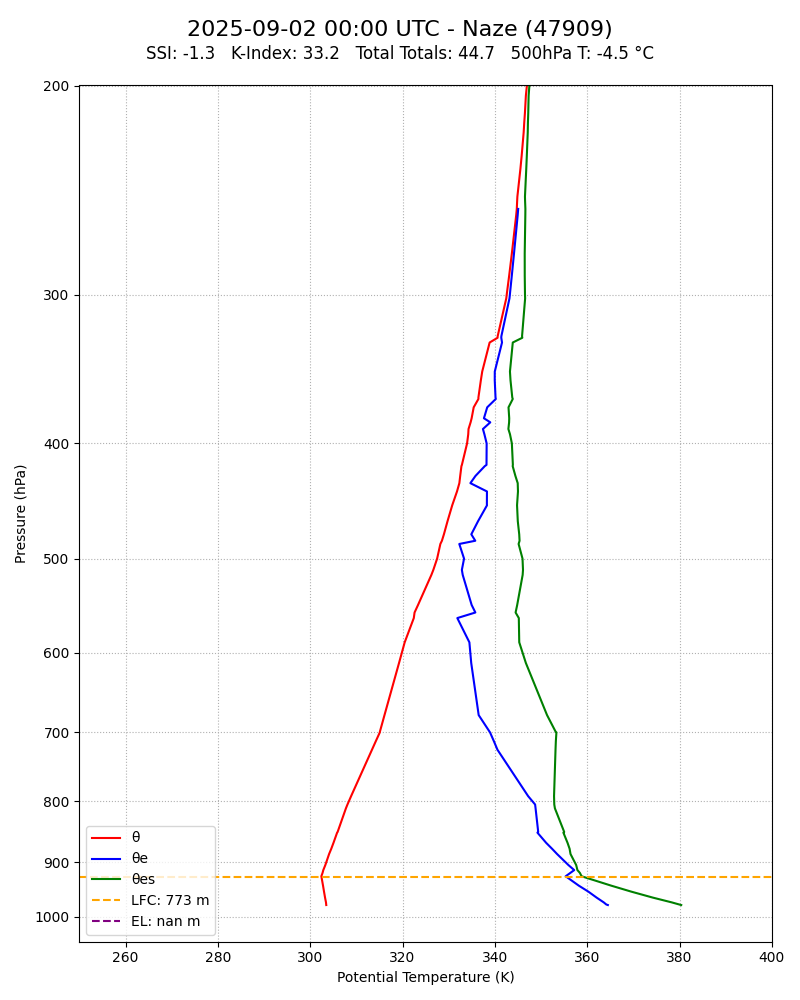 2025-09-02 00:00 UTC - Naze (47909)
SSI: -1.3   K-Index: 33.2   Total Totals: 44.7   500hPa T: -4.5 °C
200
300
400
500
600
700
800
900
1000
Pressure (hPa)
θ
θe
θes
LFC: 773 m
EL: nan m
260 280 300 320 340 360 380 400
Potential Temperature (K)